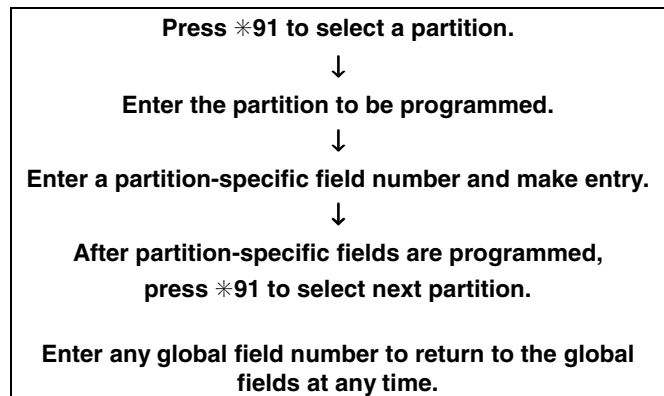 Press ✳91 to select a partition.
↓
Enter the partition to be programmed.
↓
Enter a partition-specific field number and make entry.
↓
After partition-specific fields are programmed,
press ✳91 to select next partition.
Enter any global field number to return to the global
fields at any time.